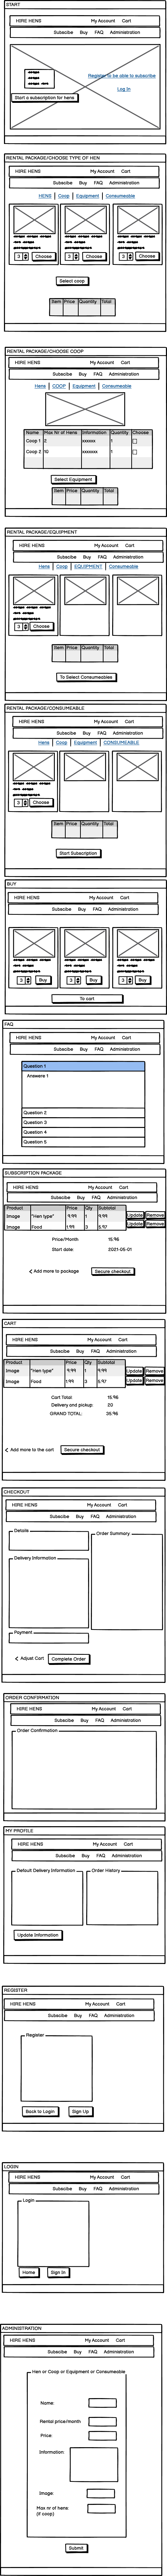 START
HIRE HENS My Account Cart
Subscibe Buy FAQ Administration
Register to be able to subscribe
Log In
Start a subscription for hens
RENTAL PACKAGE/CHOOSE TYPE OF HEN
HIRE HENS My Account Cart
Subscibe Buy FAQ Administration
HENS Coop Equipment Consumeable
3 Choose 3 Choose 3 Choose
Select coop
Item Price Quantity Total
RENTAL PACKAGE/CHOOSE COOP
HIRE HENS My Account Cart
Subscibe Buy FAQ Administration
Hens COOP Equipment Consumeable
Name Max Nr of Hens Information Quantity Choose
Coop 1 2 xxxxxx 1
Coop 2 10 xxxxxxx 1
Select Equipment
Item Price Quantity Total
RENTAL PACKAGE/EQUIPMENT
HIRE HENS My Account Cart
Subscibe Buy FAQ Administration
Hens Coop EQUIPMENT Consumeable
3 Choose
Item Price Quantity Total
To Select Consumeables
RENTAL PACKAGE/CONSUMEABLE
HIRE HENS My Account Cart
Subscibe Buy FAQ Administration
Hens Coop Equipment CONSUMEABLE
3 Choose
Item Price Quantity Total
Start Subscription
BUY
HIRE HENS My Account Cart
Subscibe Buy FAQ Administration
3 Buy 3 Buy 3 Buy
To cart
FAQ
HIRE HENS My Account Cart
Subscibe Buy FAQ Administration
Question 1
Answere 1
Question 2
Question 3
Question 4
Question 5
SUBSCRIPTION PACKAGE
HIRE HENS My Account Cart
Subscibe Buy FAQ Administration
Product Price Qty Subtotal
Image "Hen type" 9.99 1 9.99 Update Remove
Image Food 1.99 3 5.97 Update Remove
Price/Month 15.96
Start date: 2021-05-01
Add more to package Secure checkout
CART
HIRE HENS My Account Cart
Subscibe Buy FAQ Administration
Product Price Qty Subtotal
Image "Hen type" 9.99 1 9.99 Update Remove
Image Food 1.99 3 5.97 Update Remove
Cart Total: 15.96
Delivery and pickup: 20
GRAND TOTAL: 35.96
Add more to the cart Secure checkout
CHECKOUT
HIRE HENS My Account Cart
Subscibe Buy FAQ Administration
Details
Order Summary
Delivery Information
Payment
Adjust Cart Complete Order
ORDER CONFIRMATION
HIRE HENS My Account Cart
Subscibe Buy FAQ Administration
Order Confirmation
MY PROFILE
HIRE HENS My Account Cart
Subscibe Buy FAQ Administration
Default Delivery Information Order History
Update Information
REGISTER
HIRE HENS My Account Cart
Subscibe Buy FAQ Administration
Register
Back to Login Sign Up
LOGIN
HIRE HENS My Account Cart
Subscibe Buy FAQ Administration
Login
Home Sign In
ADMINISTRATION
HIRE HENS My Account Cart
Subscibe Buy FAQ Administration
Hen or Coop or Equipment or Consumeable
Name:
Rental price/month
Price:
Information:
Image:
Max nr of hens:
(if coop)
Submit